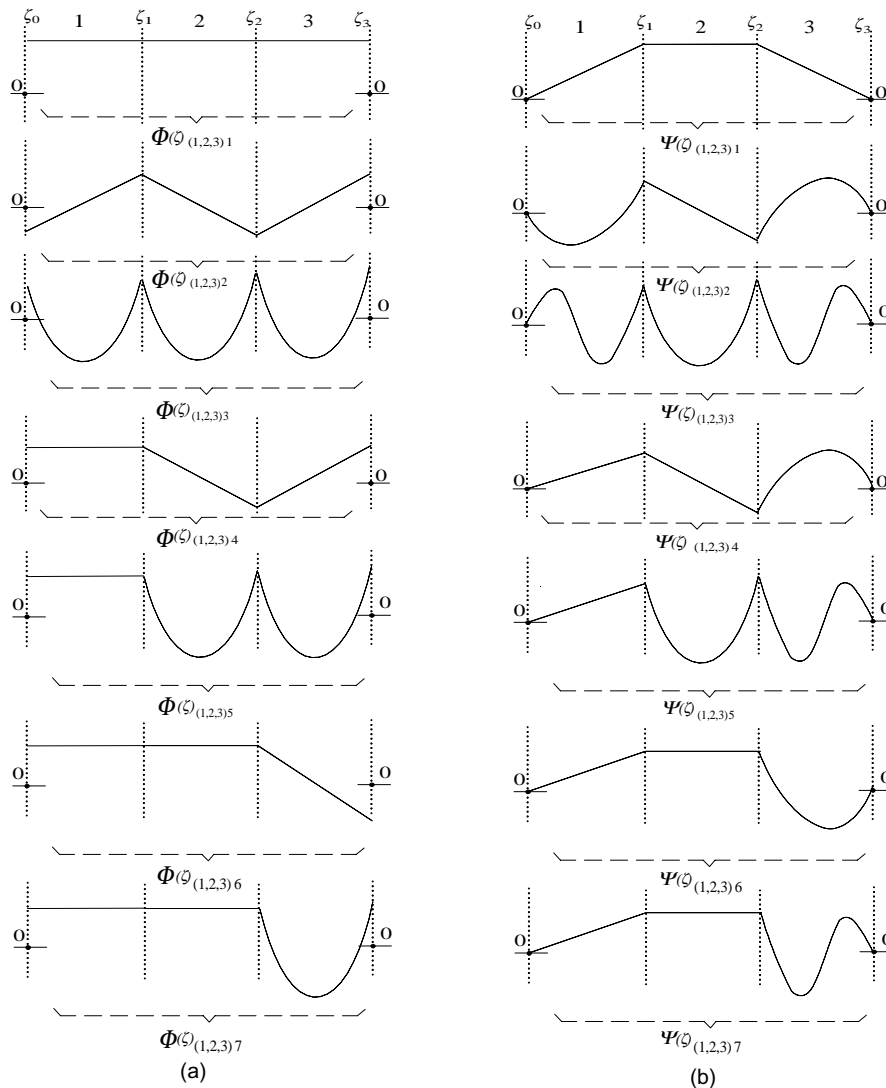 ζ₀ 1 ζ₁ 2 ζ₂ 3 ζ₃
O O
Φ(ζ)(1,2,3)1
O O
Φ(ζ)(1,2,3)2
O O
Φ(ζ)(1,2,3)3
O O
Φ(ζ)(1,2,3)4
O O
Φ(ζ)(1,2,3)5
O O
Φ(ζ)(1,2,3)6
O O
Φ(ζ)(1,2,3)7
(a)
ζ₀ 1 ζ₁ 2 ζ₂ 3 ζ₃
O O
Ψ(ζ)(1,2,3)1
O O
Ψ(ζ)(1,2,3)2
O O
Ψ(ζ)(1,2,3)3
O O
Ψ(ζ)(1,2,3)4
O O
Ψ(ζ)(1,2,3)5
O O
Ψ(ζ)(1,2,3)6
O O
Ψ(ζ)(1,2,3)7
(b)